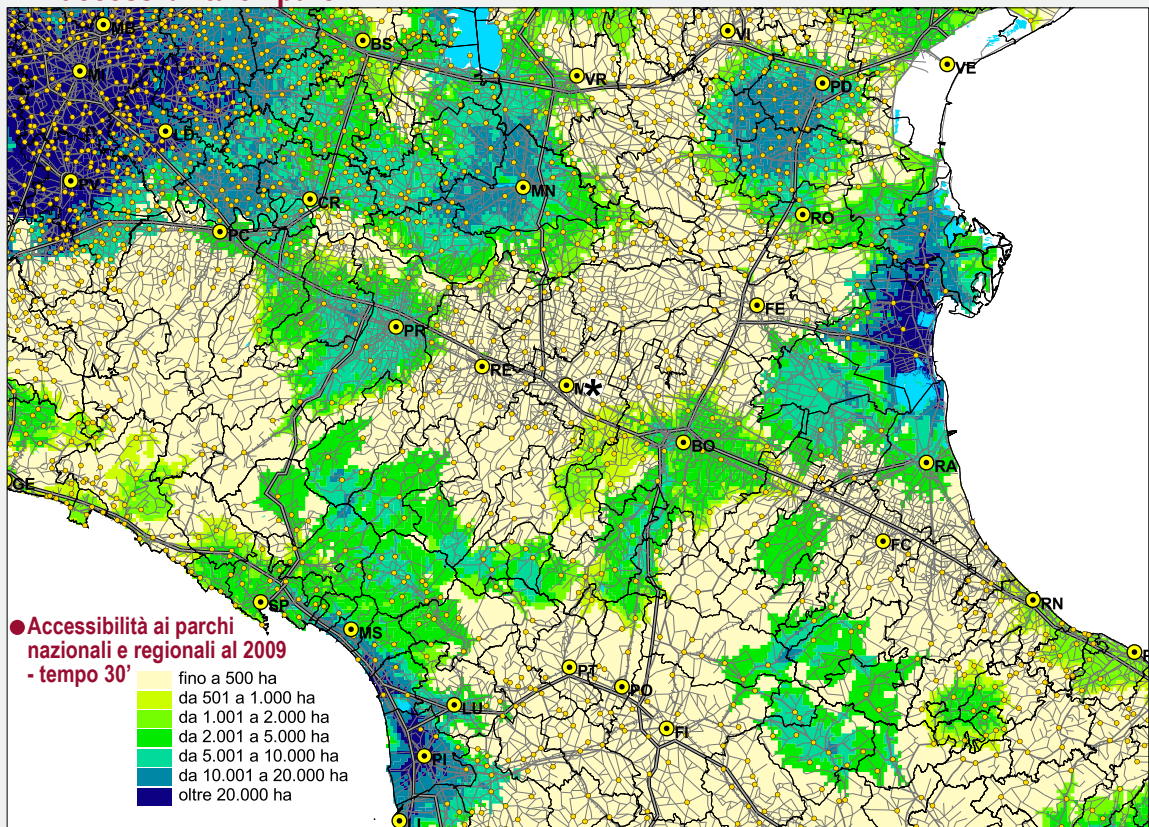 MB
BS
VI
MI
VR
VE
PD
LD
PV
MN
CR
RO
PC
FE
PR
RE
M*
BO
RA
GE
FC
RN
SP
MS
PT
PO
LU
FI
PI
● Accessibilità ai parchi
nazionali e regionali al 2009
- tempo 30’
fino a 500 ha
da 501 a 1.000 ha
da 1.001 a 2.000 ha
da 2.001 a 5.000 ha
da 5.001 a 10.000 ha
da 10.001 a 20.000 ha
oltre 20.000 ha